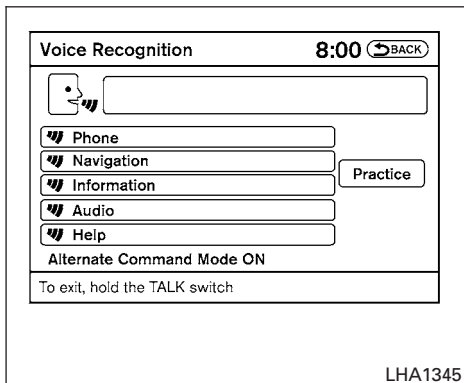 Voice Recognition 8:00 BACK
Phone
Navigation
Practice
Information
Audio
Help
Alternate Command Mode ON
To exit, hold the TALK switch
LHA1345